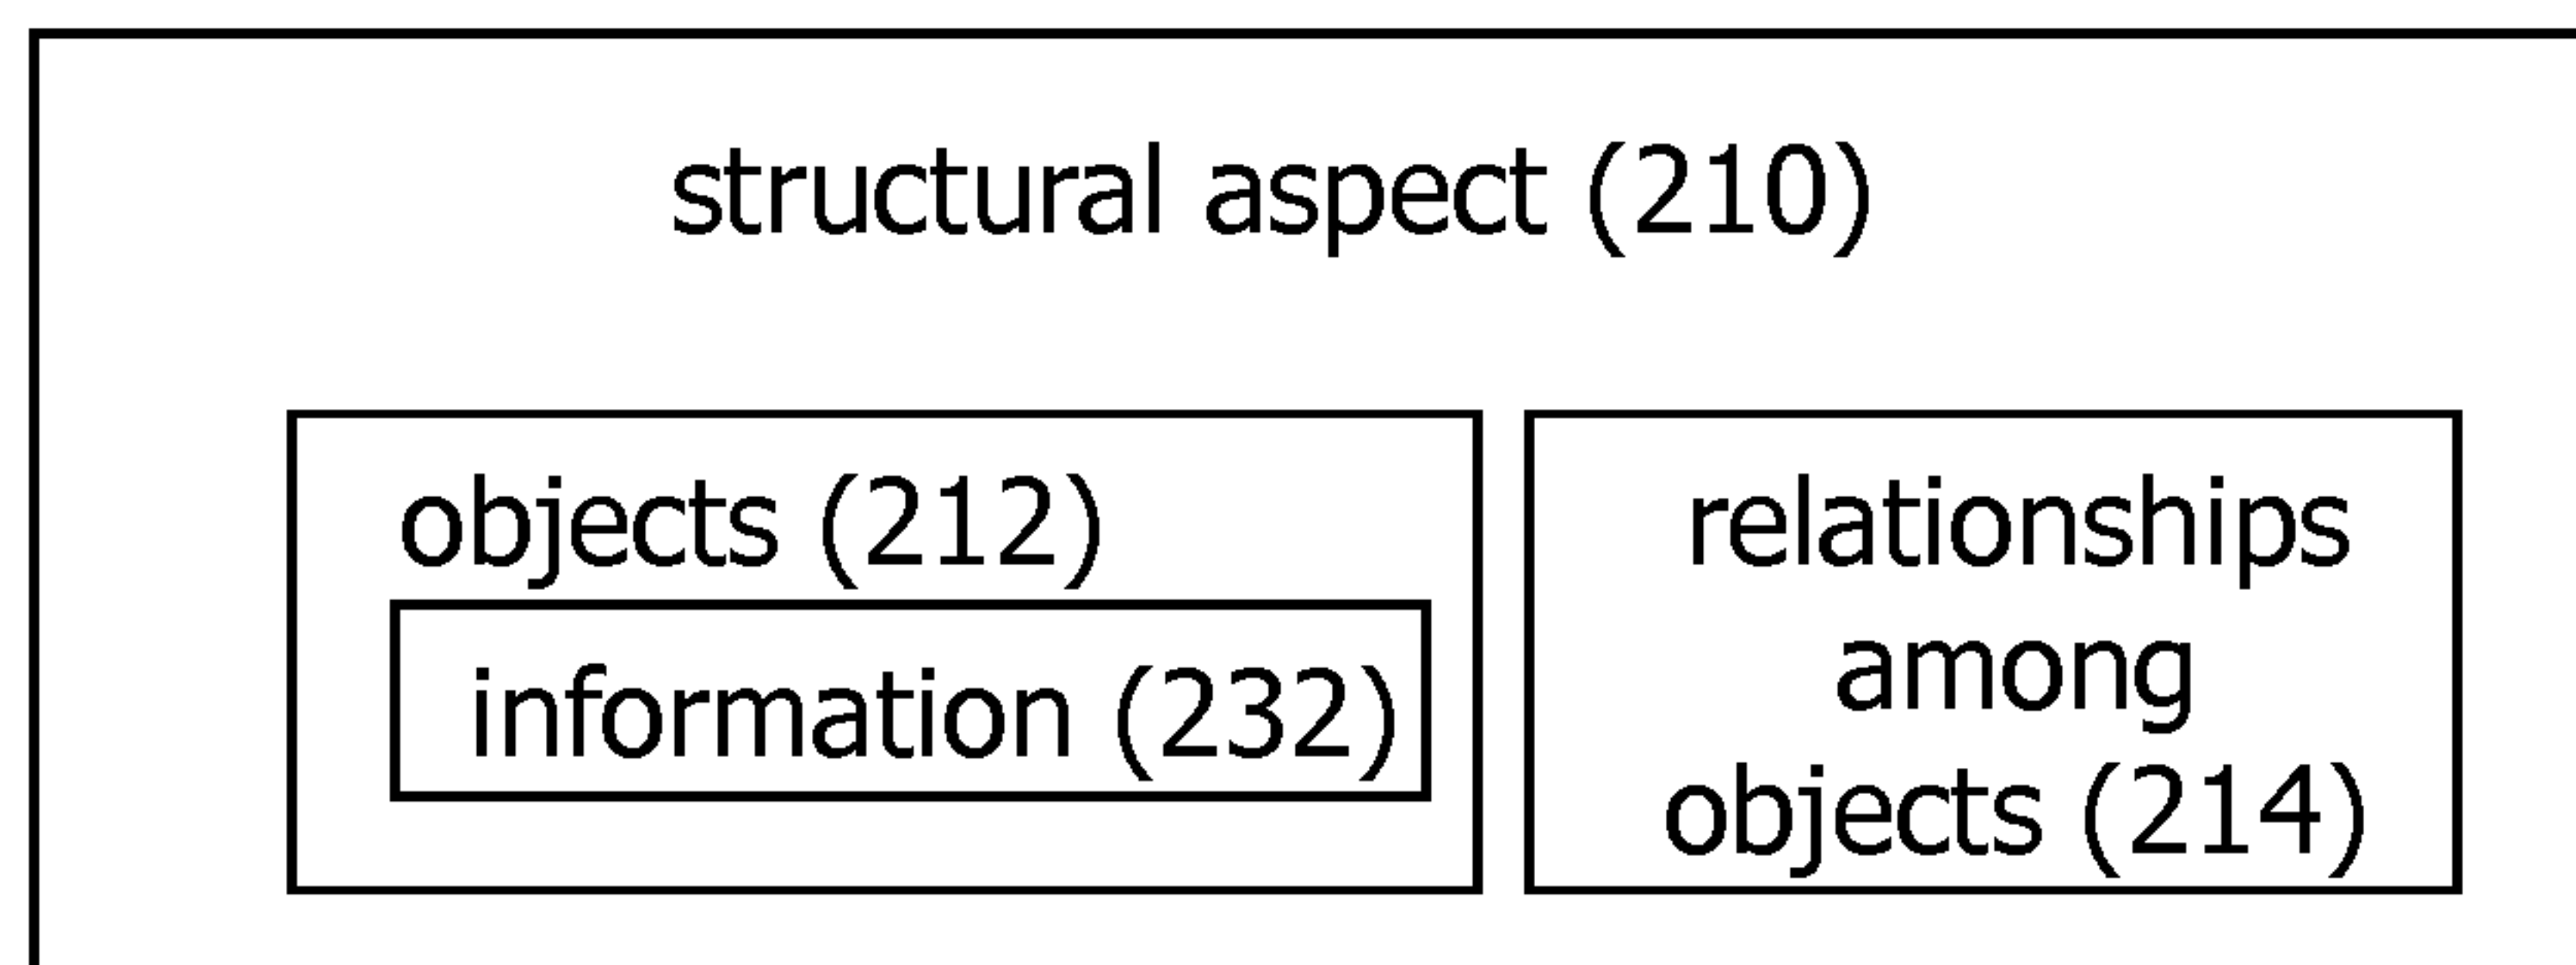 structural aspect (210)
objects (212)
information (232)
relationships
among
objects (214)